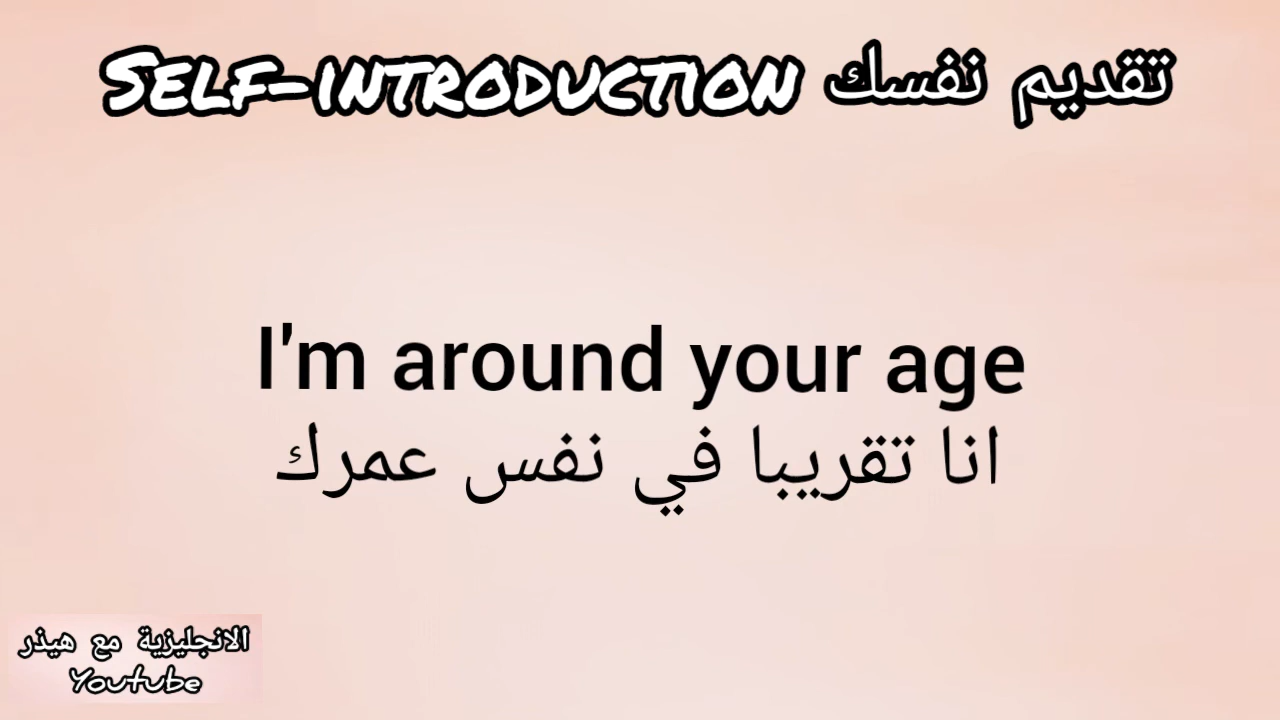 Self-introduction تقديم نفسك
I'm around your age
انا تقريبا في نفس عمرك
الانجليزية مع هيذر
Youtube